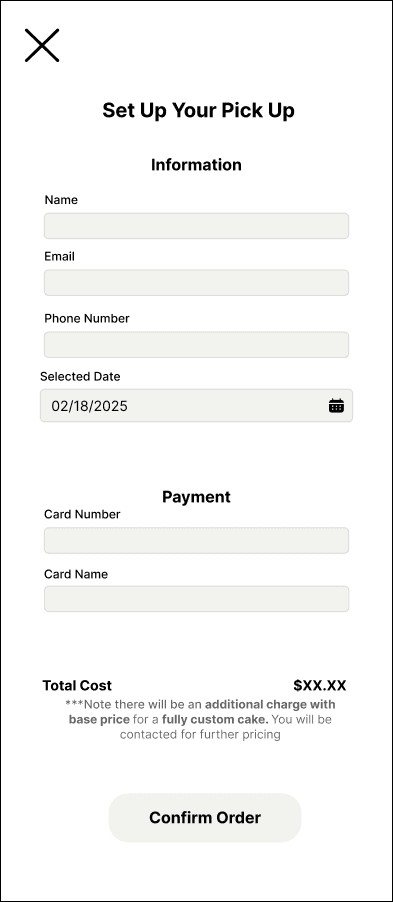 Set Up Your Pick Up
Information
Name
Email
Phone Number
Selected Date
02/18/2025
Payment
Card Number
Card Name
Total Cost $XX.XX
***Note there will be an additional charge with
base price for a fully custom cake. You will be
contacted for further pricing
Confirm Order